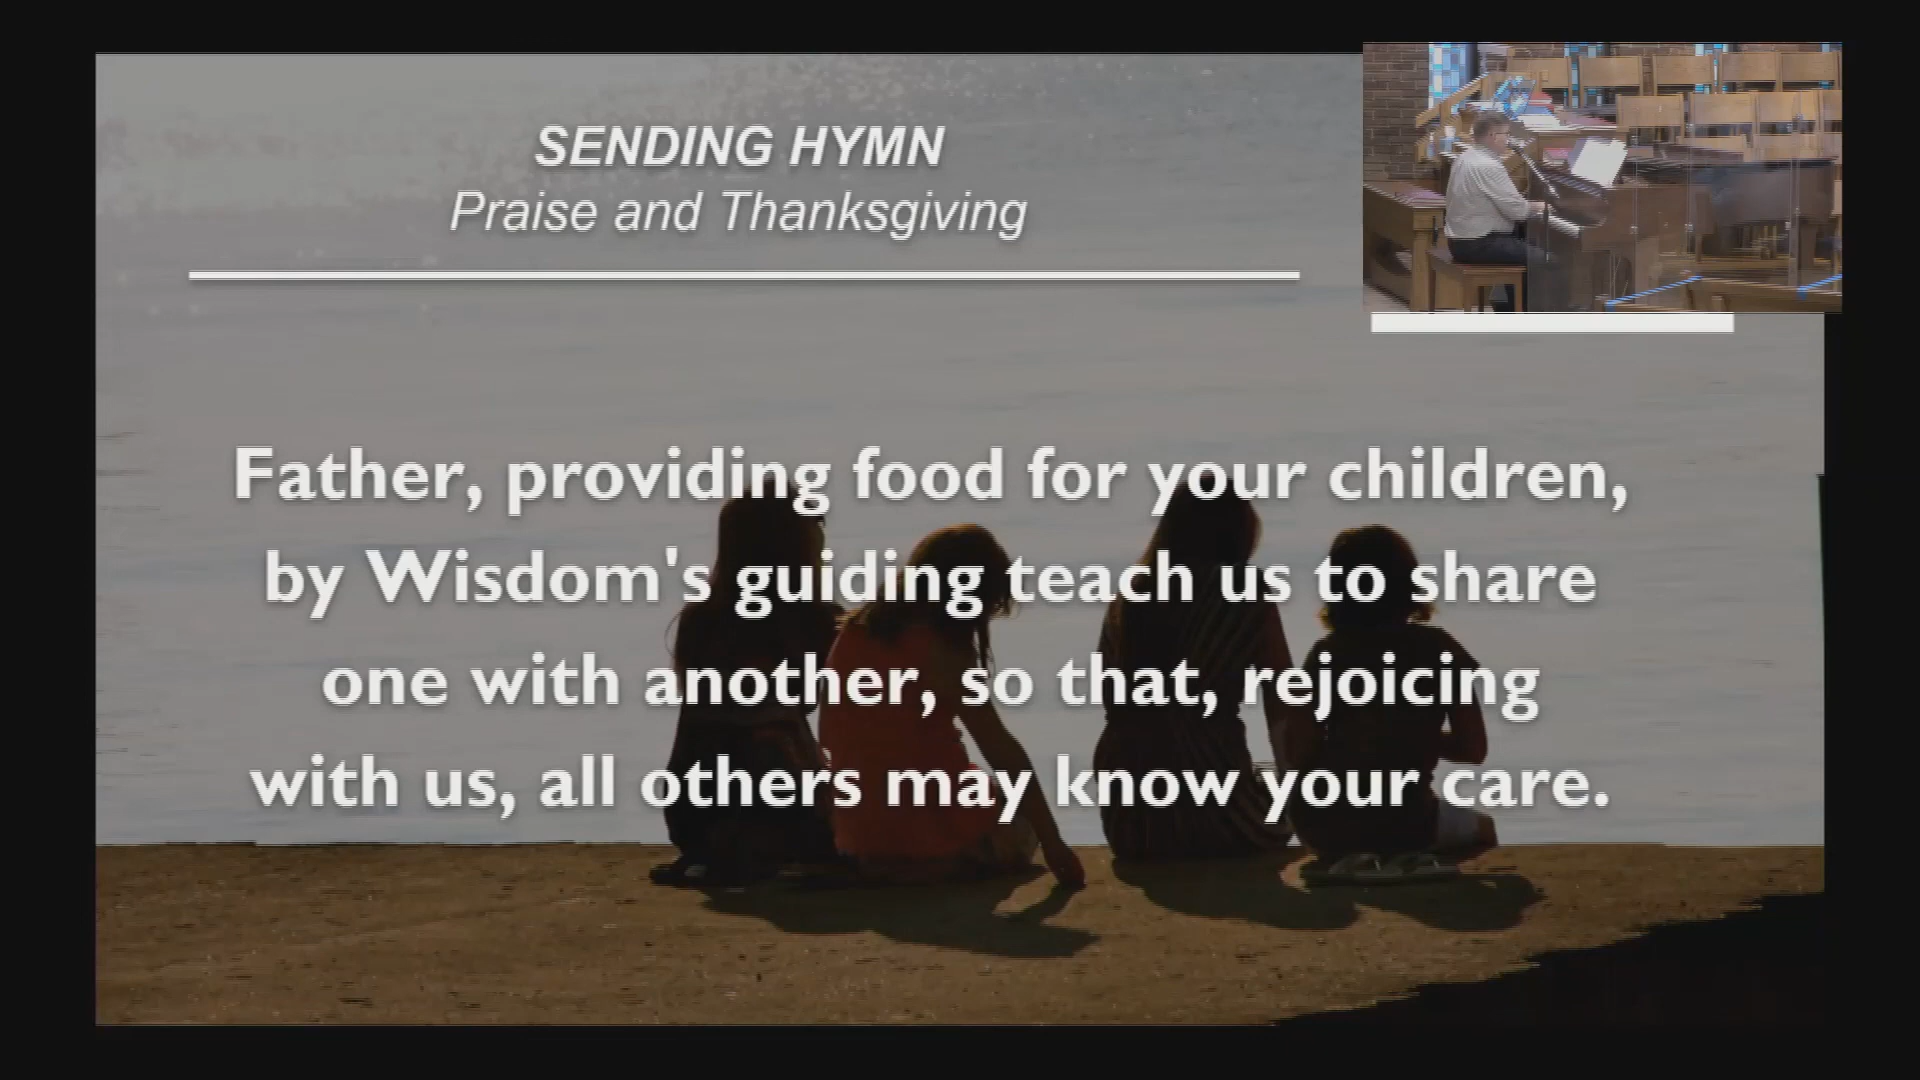 SENDING HYMN
Praise and Thanksgiving
Father, providing food for your children,
by Wisdom's guiding teach us to share
one with another, so that, rejoicing
with us, all others may know your care.